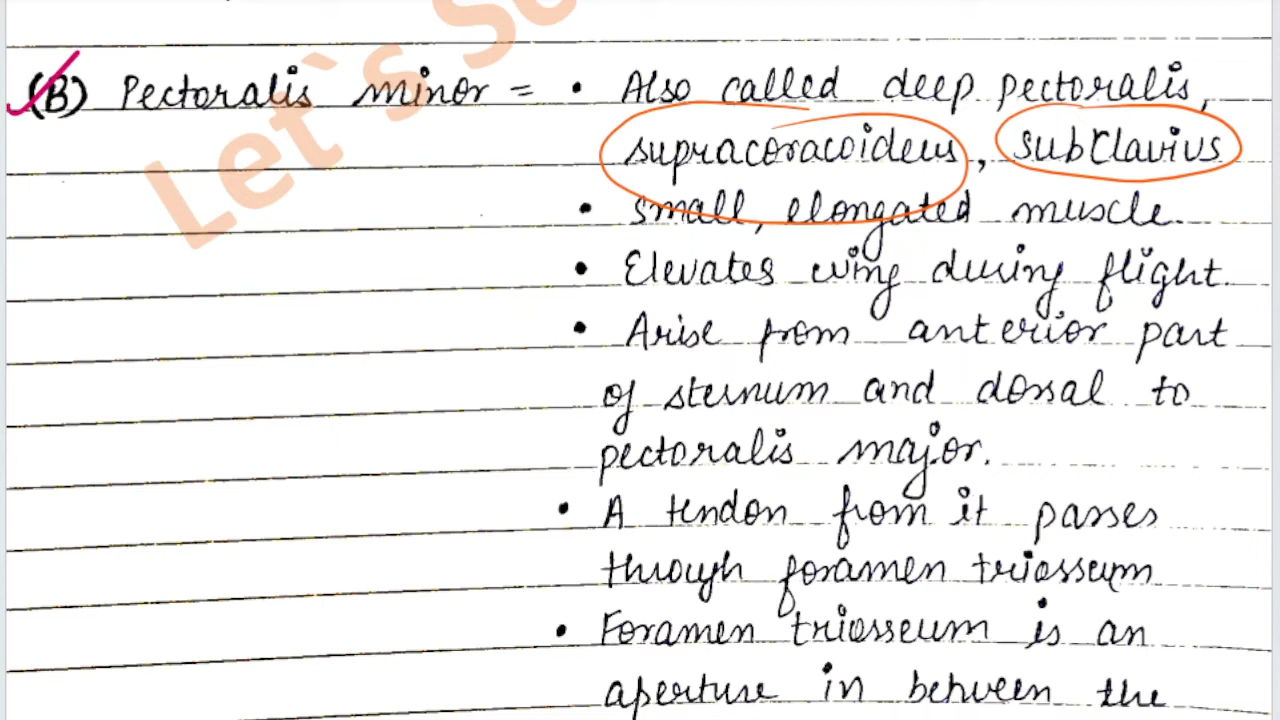 Let's So
(B) Pectoralis minor = • Also called deep pectoralis,
supracoracoideus, subclavius
• small, elongated muscle.
• Elevates wing during flight.
• Arise from anterior part
of sternum and dorsal to
pectoralis major.
• A tendon from it passes
through foramen triosseum
• Foramen triosseum is an
aperture in between the